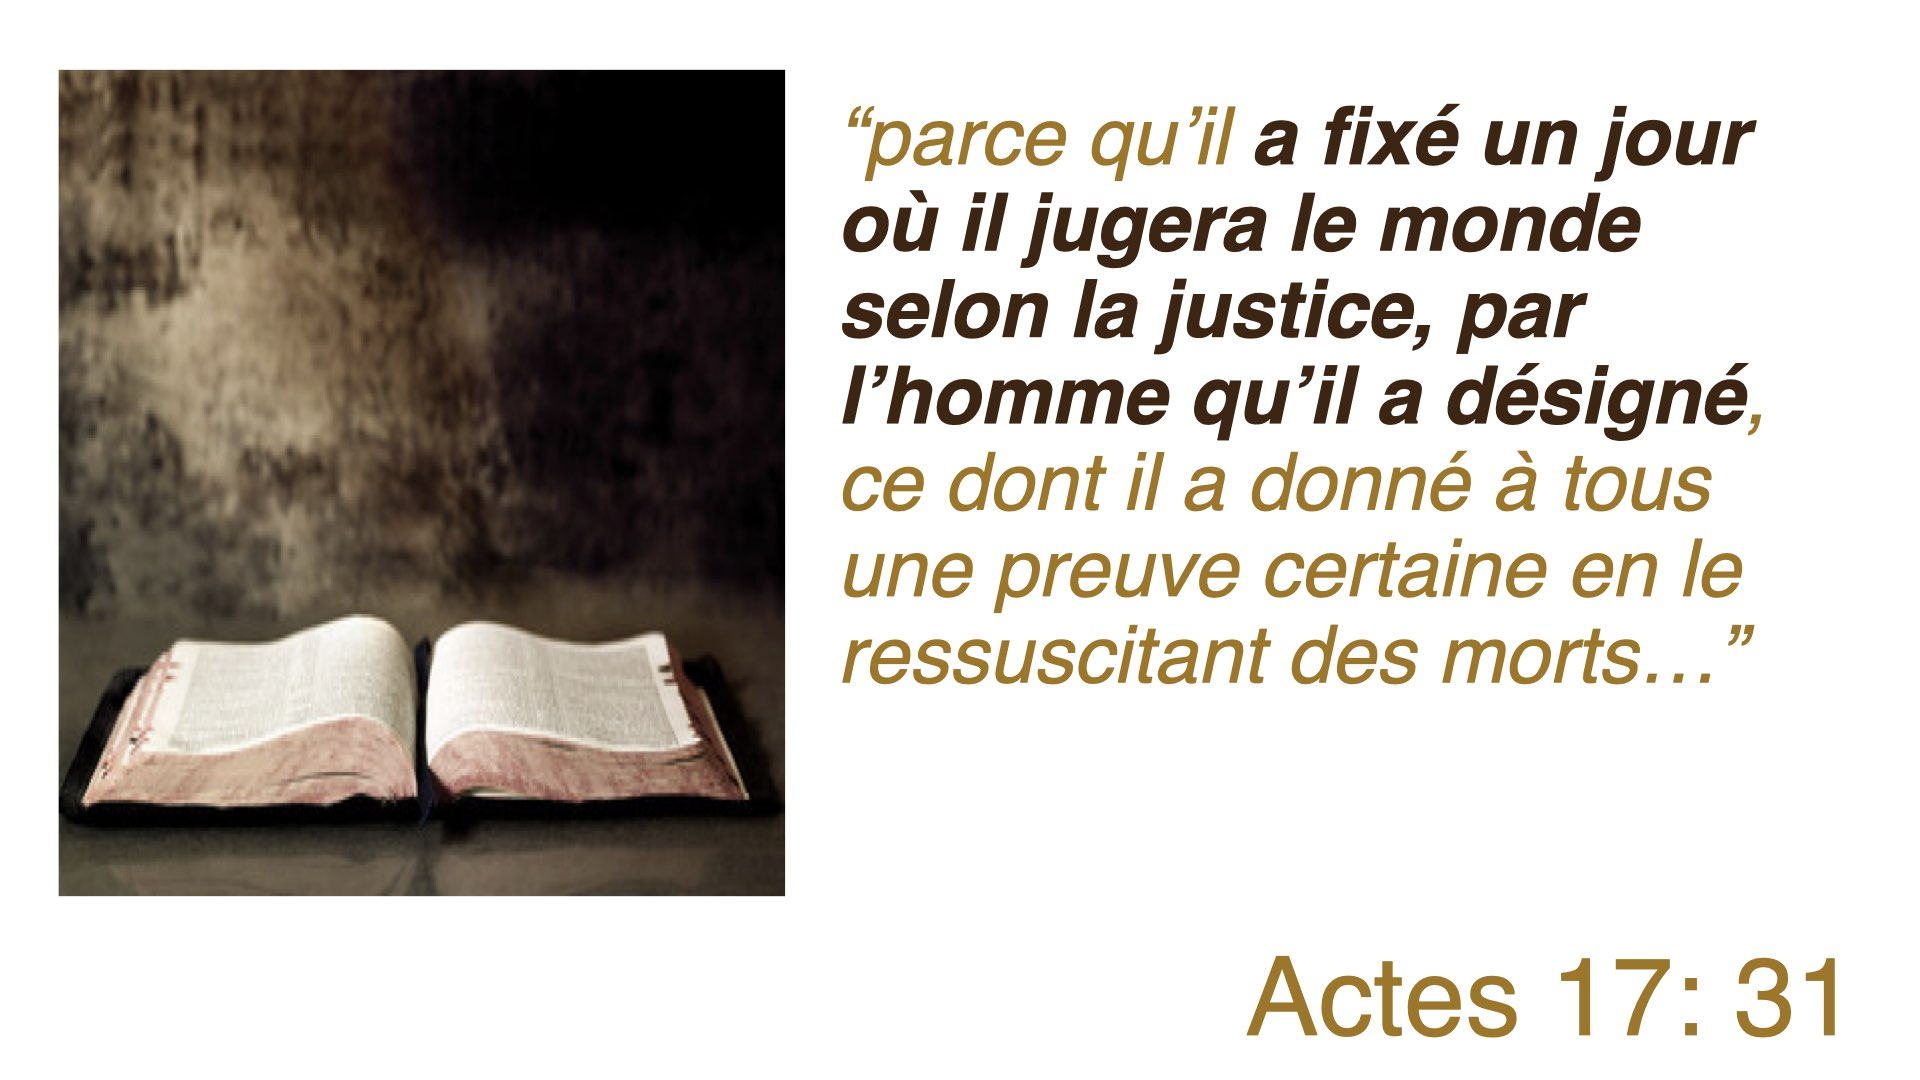 “parce qu’il a fixé un jour
où il jugera le monde
selon la justice, par
l’homme qu’il a désigné,
ce dont il a donné à tous
une preuve certaine en le
ressuscitant des morts…”
Actes 17: 31